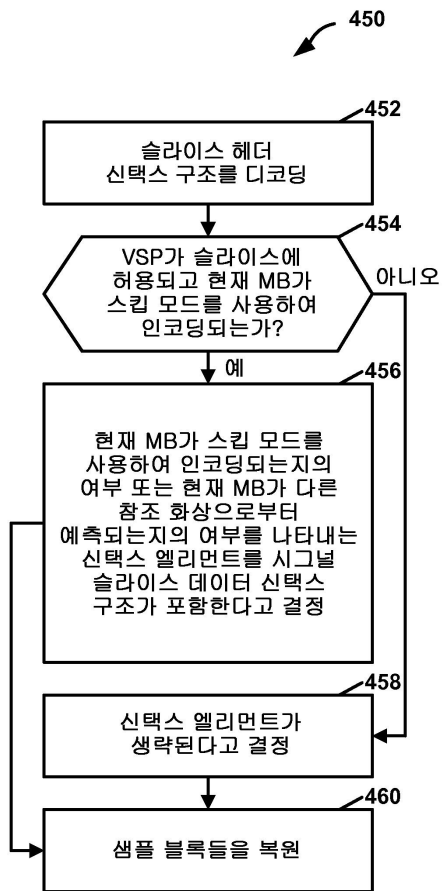 450
452
슬라이스 헤더
신택스 구조를 디코딩
454
VSP가 슬라이스에
허용되고 현재 MB가
스킵 모드를 사용하여
인코딩되는가?
아니오
예
456
현재 MB가 스킵 모드를
사용하여 인코딩되는지의
여부 또는 현재 MB가 다른
참조 화상으로부터
예측되는지의 여부를 나타내는
신택스 엘리먼트를 시그널
슬라이스 데이터 신택스
구조가 포함한다고 결정
458
신택스 엘리먼트가
생략된다고 결정
460
샘플 블록들을 복원